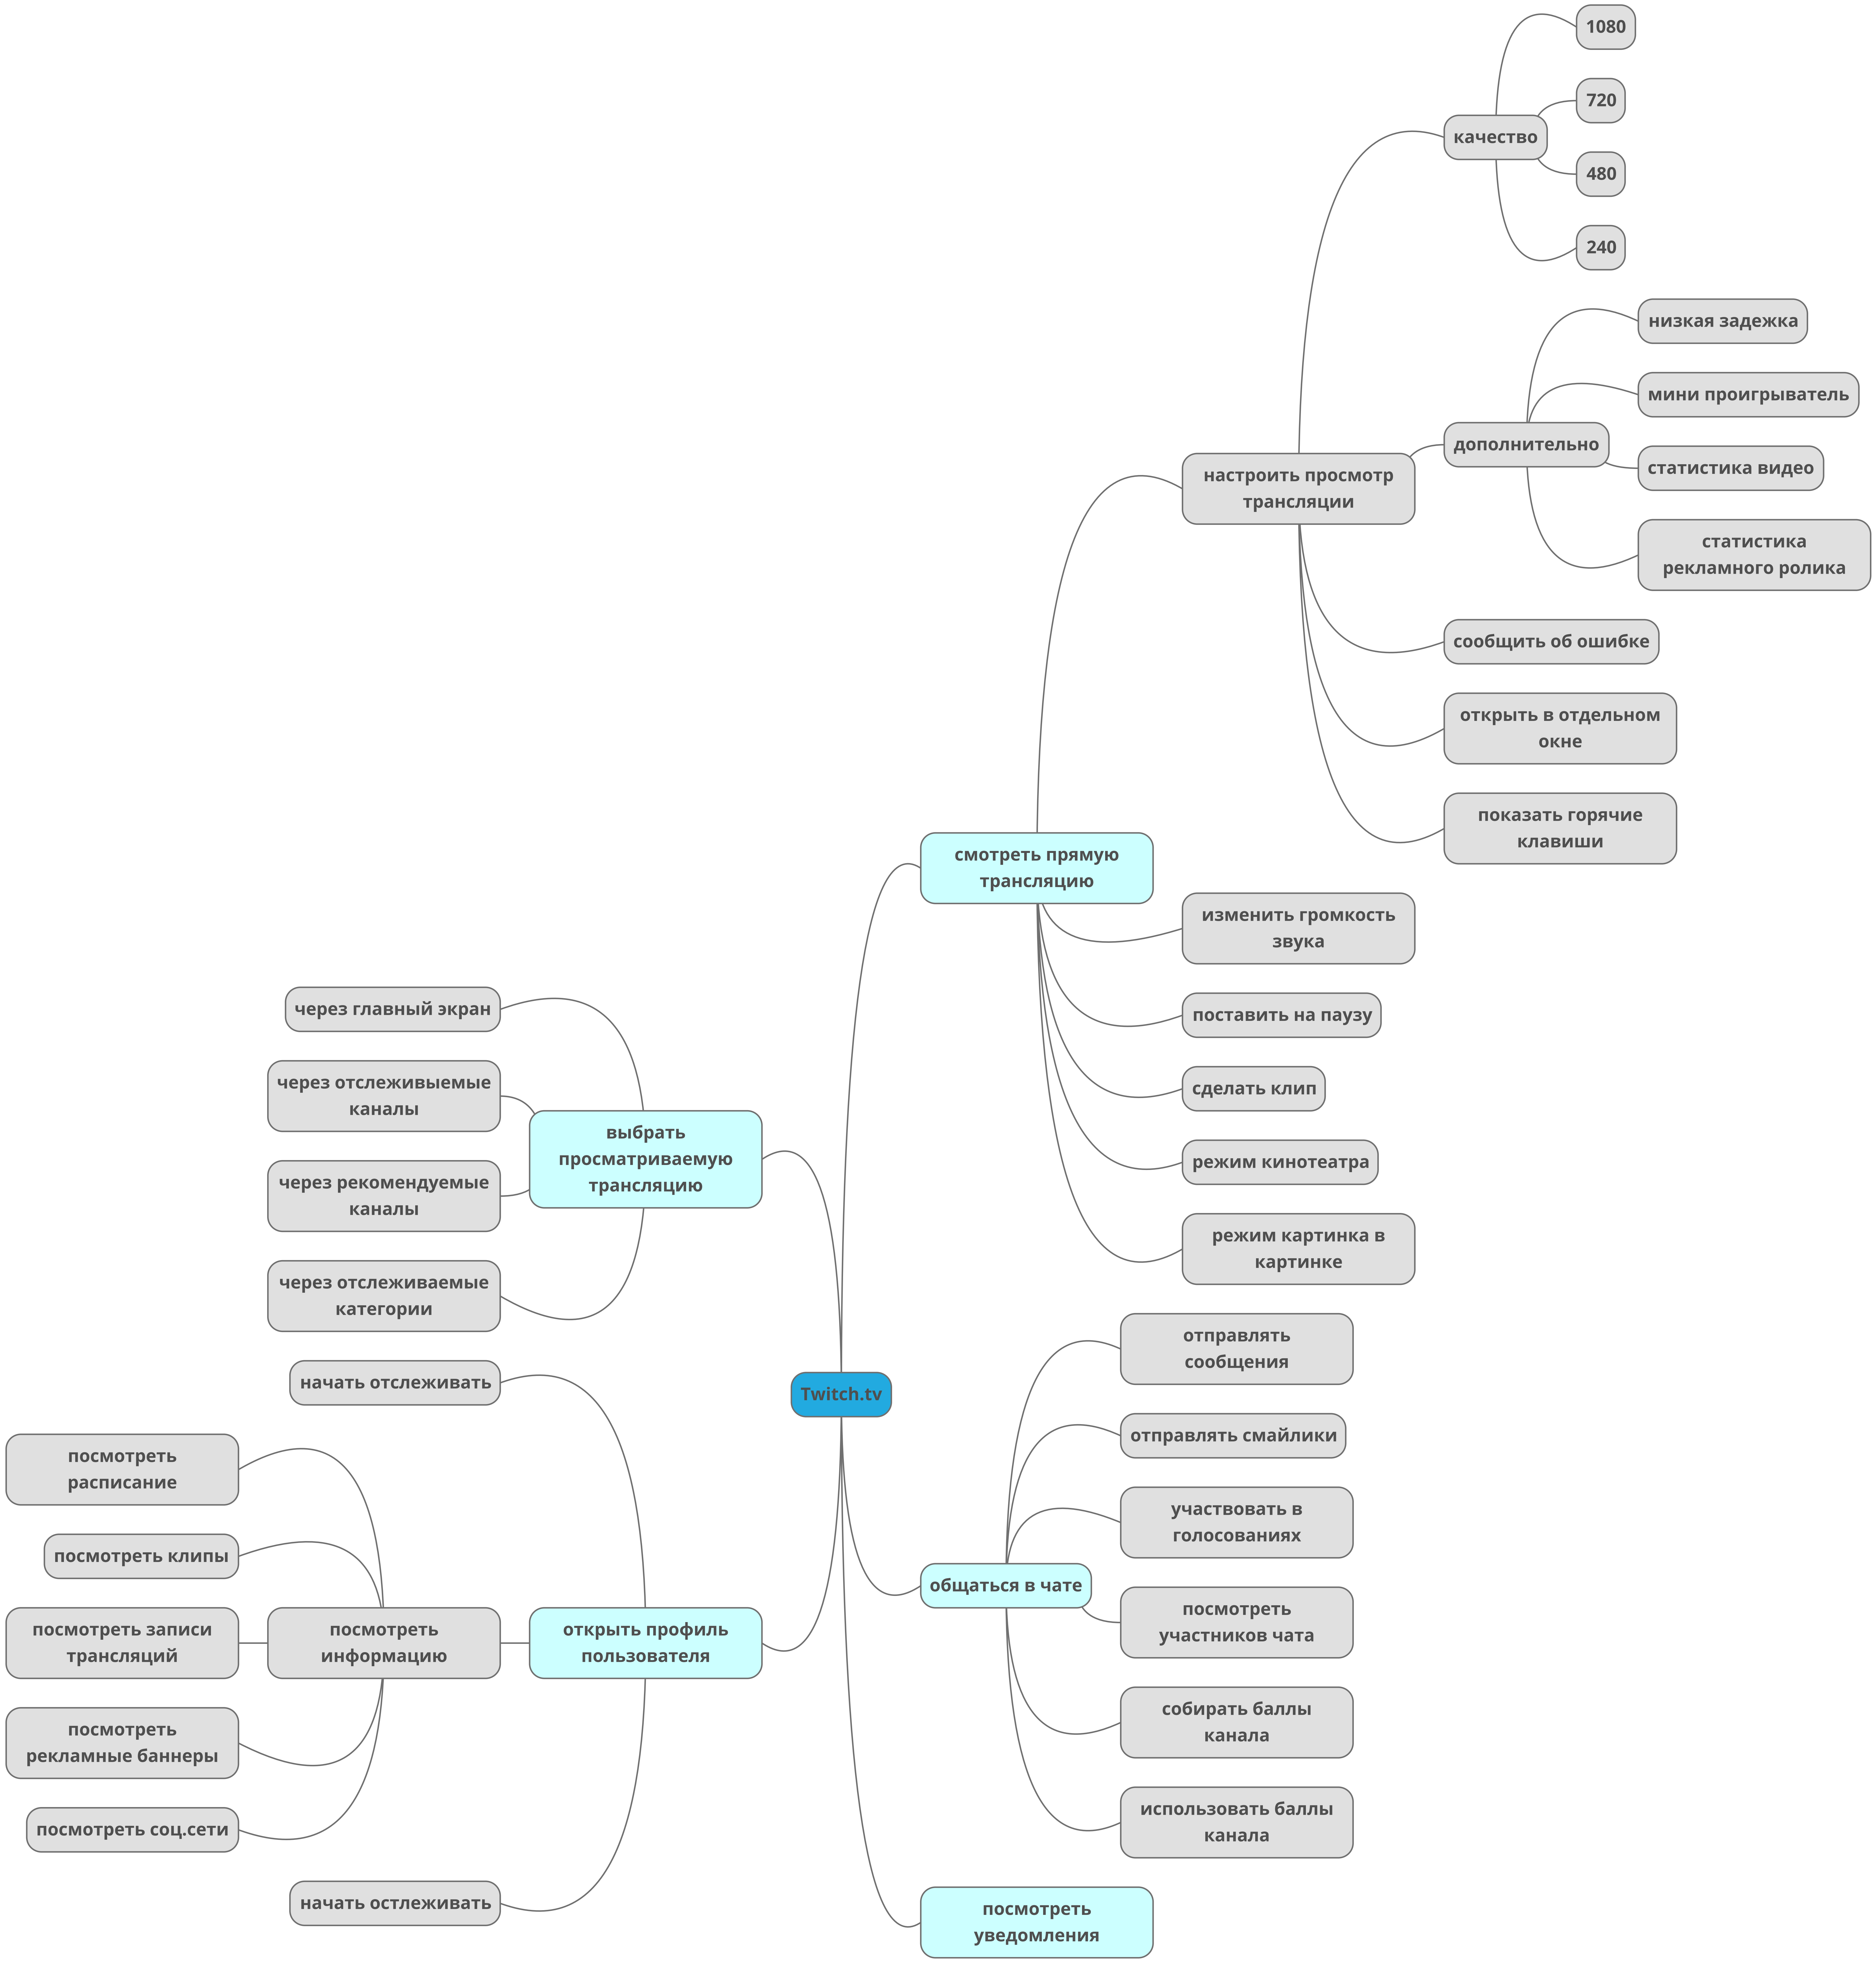 Twitch.tv
смотреть прямую
трансляцию
настроить просмотр
трансляции
качество
1080
720
480
240
дополнительно
низкая задежка
мини проигрыватель
статистика видео
статистика
рекламного ролика
сообщить об ошибке
открыть в отдельном
окне
показать горячие
клавиши
изменить громкость
звука
поставить на паузу
сделать клип
режим кинотеатра
режим картинка в
картинке
общаться в чате
отправлять
сообщения
отправлять смайлики
участвовать в
голосованиях
посмотреть
участников чата
собирать баллы
канала
использовать баллы
канала
посмотреть
уведомления
выбрать
просматриваемую
трансляцию
через главный экран
через отслеживыемые
каналы
через рекомендуемые
каналы
через отслеживаемые
категории
открыть профиль
пользователя
начать отслеживать
посмотреть
информацию
посмотреть
расписание
посмотреть клипы
посмотреть записи
трансляций
посмотреть
рекламные баннеры
посмотреть соц.сети
начать остлеживать